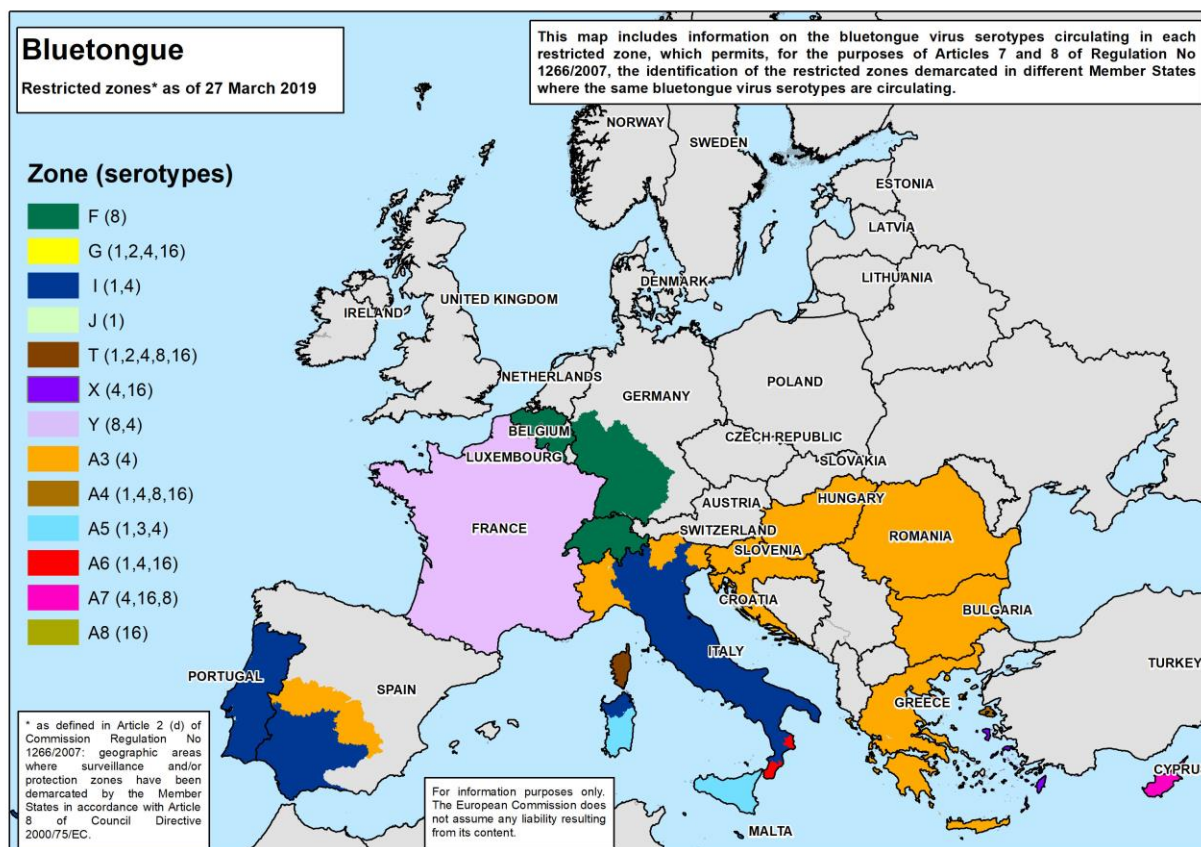 Bluetongue
Restricted zones* as of 27 March 2019
This map includes information on the bluetongue virus serotypes circulating in each
restricted zone, which permits, for the purposes of Articles 7 and 8 of Regulation No
1266/2007, the identification of the restricted zones demarcated in different Member States
where the same bluetongue virus serotypes are circulating.
Zone (serotypes)
F (8)
G (1,2,4,16)
I (1,4)
J (1)
T (1,2,4,8,16)
X (4,16)
Y (8,4)
A3 (4)
A4 (1,4,8,16)
A5 (1,3,4)
A6 (1,4,16)
A7 (4,16,8)
A8 (16)
NORWAY
SWEDEN
ESTONIA
LATVIA
LITHUANIA
DENMARK
UNITED KINGDOM
IRELAND
NETHERLANDS
POLAND
GERMANY
BELGIUM
CZECH REPUBLIC
LUXEMBOURG
SLOVAKIA
HUNGARY
AUSTRIA
FRANCE
SWITZERLAND
ROMANIA
SLOVENIA
CROATIA
BULGARIA
ITALY
PORTUGAL
SPAIN
TURKEY
GREECE
CYPRUS
MALTA
* as defined in Article 2 (d) of
Commission Regulation No
1266/2007: geographic areas
where surveillance and/or
protection zones have been
demarcated by the Member
States in accordance with Article
8 of Council Directive
2000/75/EC.
For information purposes only.
The European Commission does
not assume any liability resulting
from its content.